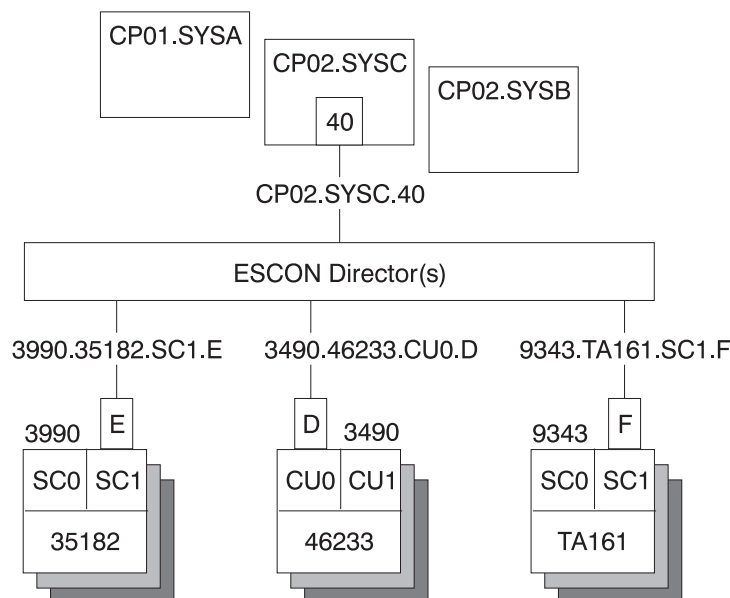 CP01.SYSA
CP02.SYSC
CP02.SYSB
40
CP02.SYSC.40
ESCON Director(s)
3990.35182.SC1.E
3490.46233.CU0.D
9343.TA161.SC1.F
E
D
F
3990
3490
9343
SC0 SC1
CU0 CU1
SC0 SC1
35182
46233
TA161